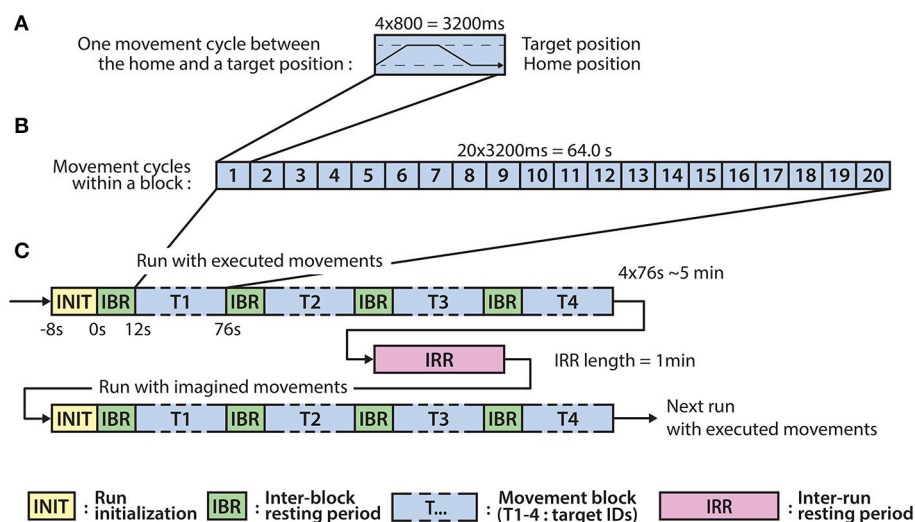 A
4x800 = 3200ms
One movement cycle between
the home and a target position :
Target position
Home position
B
20x3200ms = 64.0 s
Movement cycles
within a block :
1 2 3 4 5 6 7 8 9 10 11 12 13 14 15 16 17 18 19 20
C
Run with executed movements
4x76s ~5 min
INIT IBR T1 IBR T2 IBR T3 IBR T4
-8s 0s 12s 76s
IRR
IRR length = 1min
Run with imagined movements
INIT IBR T1 IBR T2 IBR T3 IBR T4
Next run
with executed movements
INIT : Run
initialization
IBR : Inter-block
resting period
T... : Movement block
(T1-4 : target IDs)
IRR : Inter-run
resting period